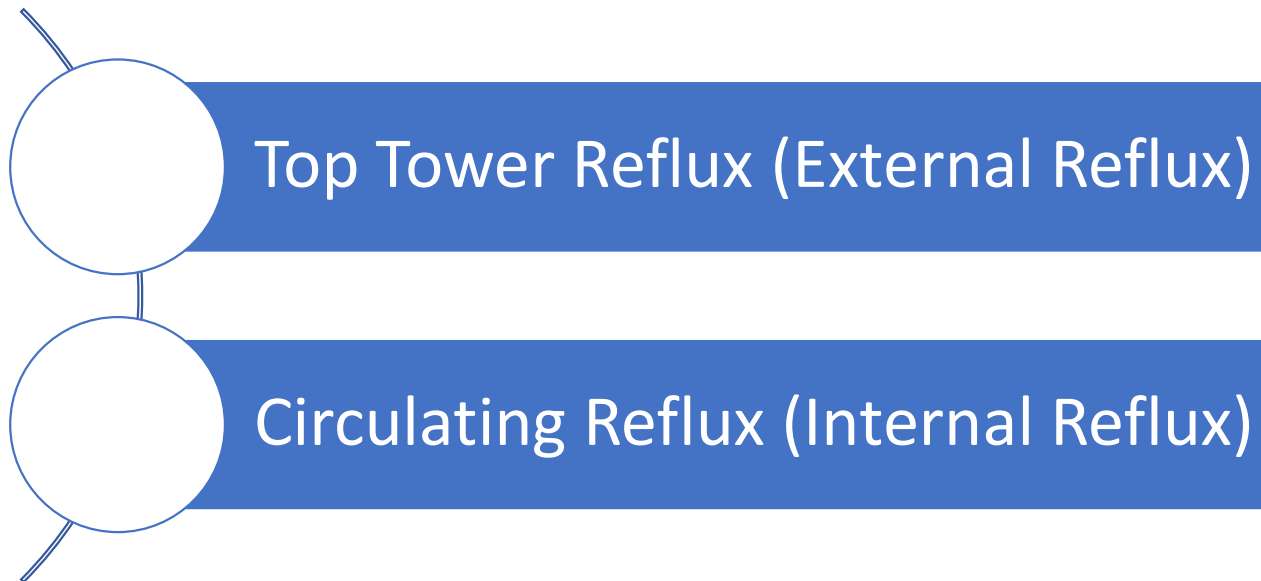 Top Tower Reflux (External Reflux)
Circulating Reflux (Internal Reflux)